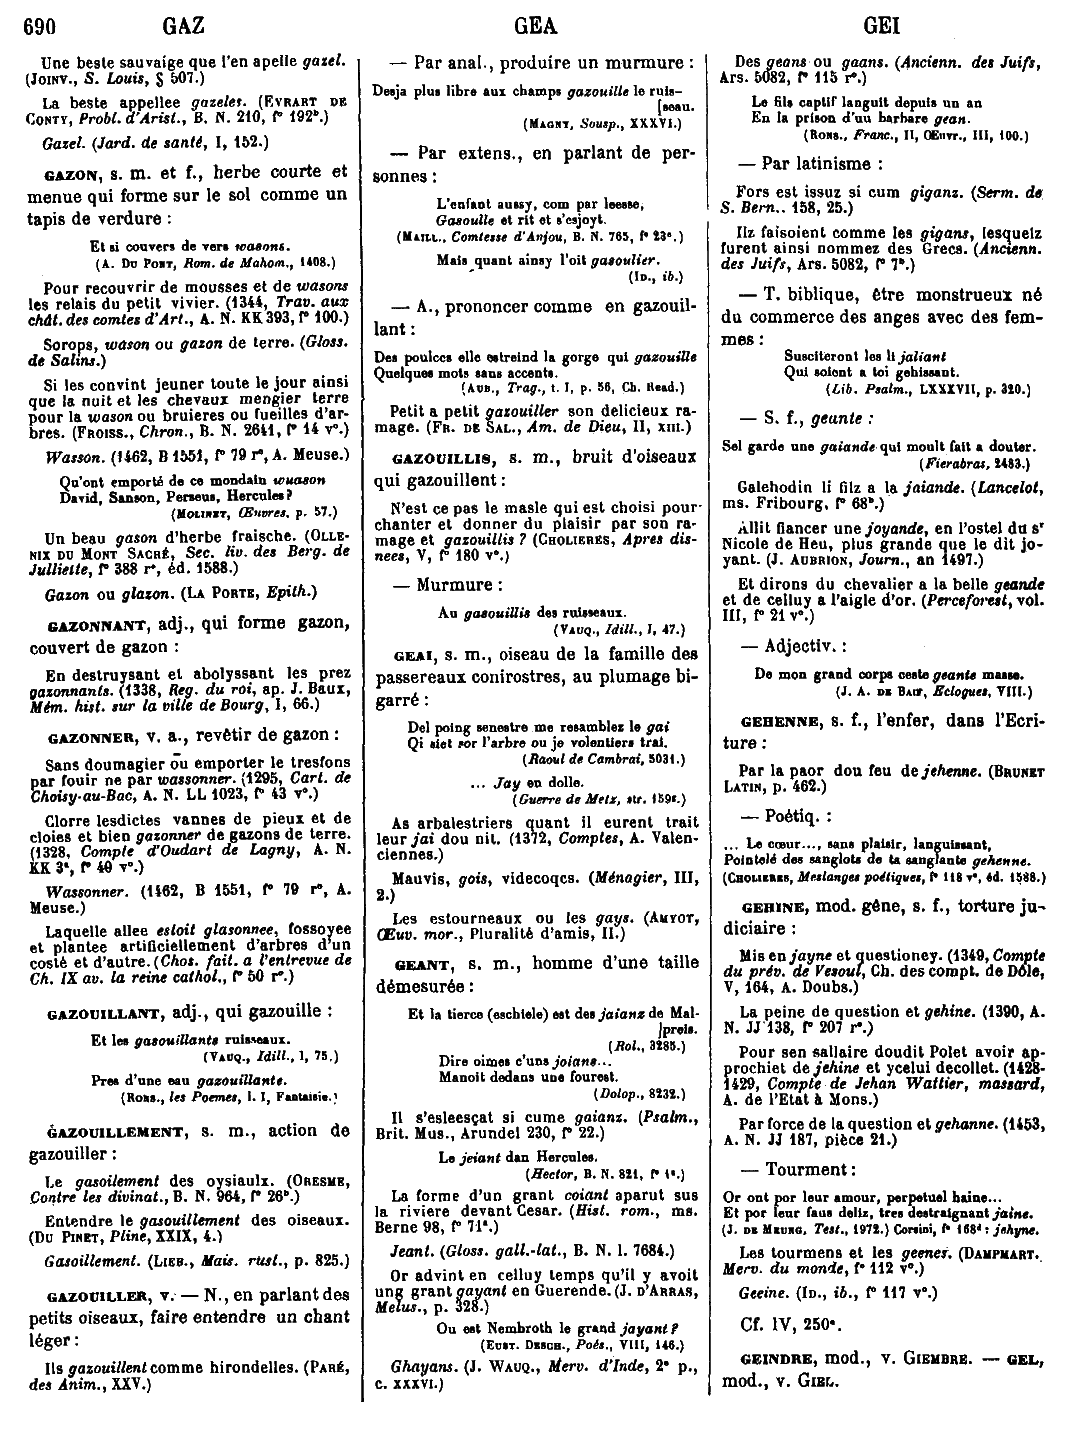 690 GAZ GEA GEI
Une beste sauvaige que l'en apelle gazel.
(JOINV., S. Louis, § 507.)
La beste appellee gazelet. (EVRART DE
CONTY, Probl. d'Arist., B. N. 210, f° 192b.)
Gazel. (Jard. de santé, I, 152.)
GAZON, s. m. et f., herbe courte et
menue qui forme sur le sol comme un
tapis de verdure :
Et si couvers de vers wasons.
(A. DU PONT, Rom. de Mahom., 1408.)
Pour recouvrir de mousses et de wasons
les relais du petit vivier. (1344, Trav. aux
chât. des comtes d'Art., A. N. KK 393, f° 100.)
Sorops, wason ou gazon de terre. (Gloss.
de Salins.)
Si les convint jeuner toute le jour ainsi
que la nuit et les chevaux mengier terre
pour la wason ou bruieres ou fueilles d'ar-
bres. (FROISS., Chron., B. N. 2641, f° 14 v°.)
Wasson. (1462, B 1551, f° 79 r°, A. Meuse.)
Qu'ont emporté de ce mondain wuason
David, Sanson, Perseus, Hercules?
(MOLINET, Œuvres, p. 57.)
Un beau gason d'herbe fraische. (OLLE-
NIX DU MONT SACRÉ, Sec. liv. des Berg. de
Julliette, f° 388 r°, éd. 1588.)
Gazon ou glazon. (LA PORTE, Epith.)
GAZONNANT, adj., qui forme gazon,
couvert de gazon :
En destruysant et abolyssant les prez
gazonnants. (1338, Reg. du roi, ap. J. Baux,
Mém. hist. sur la ville de Bourg, I, 66.)
GAZONNER, v. a., revêtir de gazon :
Sans doumagier ou emporter le tresfons
par fouir ne par wassonner. (1295, Cart. de
Choisy-au-Bac, A. N. LL 1023, f° 43 v°.)
Clorre lesdictes vannes de pieux et de
cloies et bien gazonner de gazons de terre.
(1328, Compte d'Oudart de Lagny, A. N.
KK 3a, f° 40 v°.)
Wassonner. (1462, B 1551, f° 79 r°, A.
Meuse.)
Laquelle allee estoit glasonnee, fossoyee
et plantee artificiellement d'arbres d'un
costé et d'autre. (Chos. fait. a l'entrevue de
Ch. IX av. la reine cathol., f° 50 r°.)
GAZOUILLANT, adj., qui gazouille :
Et les gasouillants ruisseaux.
(VAUQ., Idill., I, 75.)
Pres d'une eau gazouillante.
(RONS., les Poemes, l. I, Fantaisie.)
GAZOUILLEMENT, s. m., action de
gazouiller :
Le gasoilement des oysiaulx. (ORESME,
Contre les divinat., B. N. 964, f° 26b.)
Entendre le gasouillement des oiseaux.
(DU PINET, Pline, XXIX, 4.)
Gasoillement. (LIEB., Mais. rust., p. 825.)
GAZOUILLER, v. — N., en parlant des
petits oiseaux, faire entendre un chant
léger :
Ils gazouillent comme hirondelles. (PARÉ,
des Anim., XXV.)
— Par anal., produire un murmure :
Desja plus libre aux champs gazouille le ruis-
[seau.
(MAGNY, Sousp., XXXVI.)
— Par extens., en parlant de per-
sonnes :
L'enfant aussy, com par leesse,
Gasoulle et rit et s'esjoyt.
(MAILL., Comtesse d'Anjou, B. N. 765, f° 23c.)
Mais quant ainsy l'oit gasoulier.
(ID., ib.)
— A., prononcer comme en gazouil-
lant :
Des poulces elle estreind la gorge qui gazouille
Quelques mots sans accents.
(AUB., Trag., t. I, p. 56, Ch. Read.)
Petit a petit gazouiller son delicieux ra-
mage. (FR. DE SAL., Am. de Dieu, II, XIII.)
GAZOUILLIS, s. m., bruit d'oiseaux
qui gazouillent :
N'est ce pas le masle qui est choisi pour
chanter et donner du plaisir par son ra-
mage et gazouillis ? (CHOLIERES, Apres dis-
nees, V, f° 180 v°.)
— Murmure :
Au gasouillis des ruisseaux.
(VAUQ., Idill., I, 47.)
GEAI, s. m., oiseau de la famille des
passereaux conirostres, au plumage bi-
garré :
Del poing senestre me resamblez le gai
Qi siet sor l'arbre ou je volentiers trai.
(Raoul de Cambrai, 5031.)
... Jay en dolle.
(Guerre de Metz, str. 159e.)
As arbalestriers quant il eurent trait
leur jai dou nit. (1372, Comptes, A. Valen-
ciennes.)
Mauvis, gois, videcoqcs. (Ménagier, III,
2.)
Les estourneaux ou les gays. (AMYOT,
Œuv. mor., Pluralité d'amis, II.)
GEANT, s. m., homme d'une taille
démesurée :
Et la tierce (eschiele) est des jaianz de Mal-
]preis.
(Rol., 3285.)
Dire oimes c'uns joians...
Manoit dedans une fourest.
(Dolop., 8232.)
Il s'esleesçat si cume gaianz. (Psalm.,
Brit. Mus., Arundel 230, f° 22.)
Le jeiant dan Hercules.
(Hector, B. N. 821, f° 1a.)
La forme d'un grant coiant aparut sus
la riviere devant Cesar. (Hist. rom., ms.
Berne 98, f° 71a.)
Jeant. (Gloss. gall.-lat., B. N. l. 7684.)
Or advint en celluy temps qu'il y avoit
ung grant gayant en Guerende. (J. D'ARRAS,
Melus., p. 328.)
Ou est Nembroth le grand jayant?
(EUST. DESCH., Poés., VIII, 146.)
Ghayans. (J. WAUQ., Merv. d'Inde, 2e p.,
c. XXXVI.)
Des geans ou gaans. (Ancienn. des Juifs,
Ars. 5082, f° 115 r°.)
Le fils captif languit depuis un an
En la prison d'un barbare gean.
(RONS., Franc., II, Œuvr., III, 100.)
— Par latinisme :
Fors est issuz si cum giganz. (Serm. de
S. Bern.. 158, 25.)
Ilz faisoient comme les gigans, lesquelz
furent ainsi nommez des Grecs. (Ancienn.
des Juifs, Ars. 5082, f° 7b.)
— T. biblique, être monstrueux né
du commerce des anges avec des fem-
mes :
Susciteront les li jaliant
Qui soient a toi gehissant.
(Lib. Psalm., LXXXVII, p. 320.)
— S. f., geante :
Sel garde une gaiande qui moult fait a douter.
(Fierabras, 2483.)
Galehodin li filz a la jaiande. (Lancelot,
ms. Fribourg, f° 68b.)
Allit fiancer une joyande, en l'ostel du sr
Nicole de Heu, plus grande que le dit jo-
yant. (J. AUBRION, Journ., an 1497.)
Et dirons du chevalier a la belle geande
et de celluy a l'aigle d'or. (Perceforest, vol.
III, f° 21 v°.)
— Adjectiv. :
De mon grand corps ceste geante masse.
(J. A. DE BAIF, Eclogues, VIII.)
GEHENNE, s. f., l'enfer, dans l'Ecri-
ture :
Par la paor dou feu de jehenne. (BRUNET
LATIN, p. 462.)
— Poétiq. :
... Le cœur..., sans plaisir, languissant,
Pointelé des sanglots de ta sanglante gehenne.
(CHOLIERES, Meslanges poétiques, f° 118 v°, éd. 1588.)
GEHINE, mod. gêne, s. f., torture ju-
diciaire :
Mis en jayne et questioney. (1349, Compte
du prév. de Vesoul, Ch. des compt. de Dôle,
V, 164, A. Doubs.)
La peine de question et gehine. (1390, A.
N. JJ 138, f° 207 r°.)
Pour sen sallaire doudit Polet avoir ap-
prochiet de jehine et ycelui decollet. (1428-
1429, Compte de Jehan Wattier, massard,
A. de l'Etat à Mons.)
Par force de la question et gehanne. (1453,
A. N. JJ 187, pièce 21.)
— Tourment :
Or ont por leur amour, perpetuel haine...
Et por leur faus deliz, tres destraignant jaine.
(J. DE MEUNG, Test., 1972.) Corsini, f° 168d : jehyne.
Les tourmens et les geenes. (DAMPMART.
Merv. du monde, f° 112 v°.)
Geeine. (ID., ib., f° 117 v°.)
Cf. IV, 250a.
GEINDRE, mod., v. GIEMBRE. — GEL,
mod., v. GIEL.